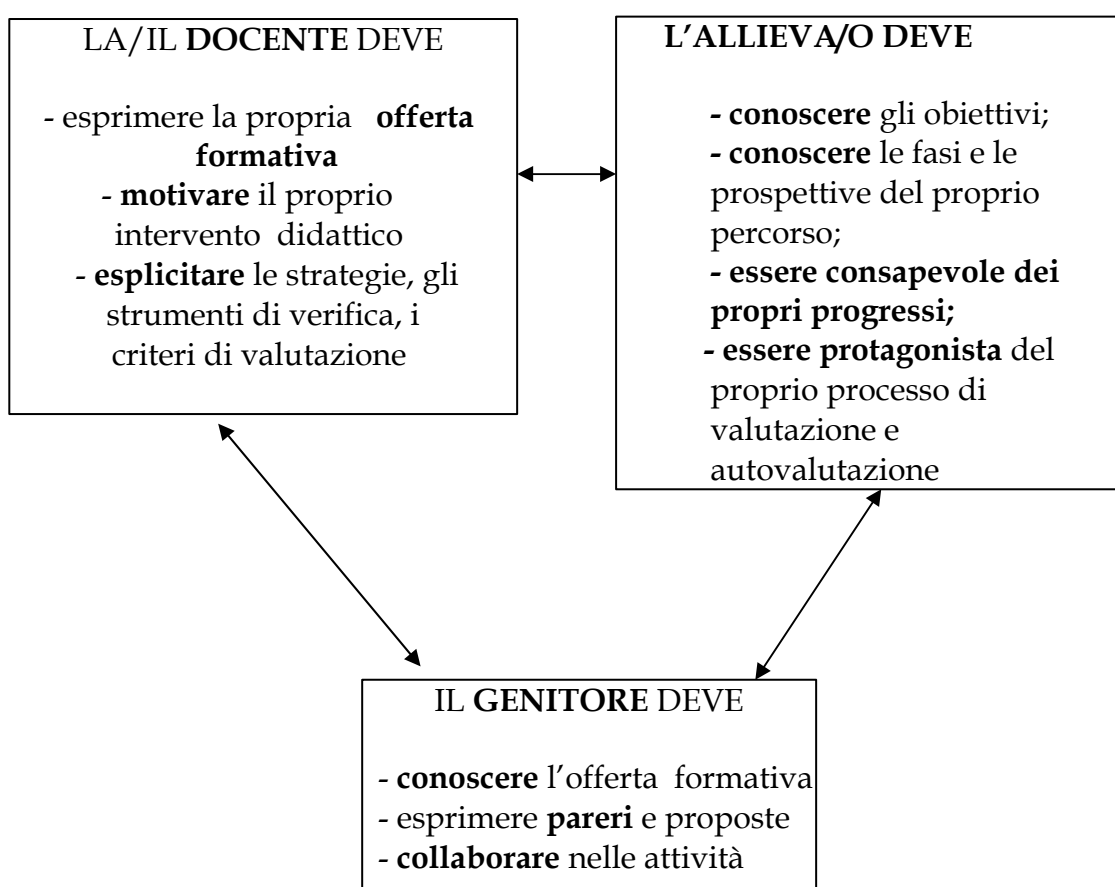 LA/IL DOCENTE DEVE
- esprimere la propria offerta
formativa
- motivare il proprio
intervento didattico
- esplicitare le strategie, gli
strumenti di verifica, i
criteri di valutazione
L’ALLIEVA/O DEVE
- conoscere gli obiettivi;
- conoscere le fasi e le
prospettive del proprio
percorso;
- essere consapevole dei
propri progressi;
- essere protagonista del
proprio processo di
valutazione e
autovalutazione
IL GENITORE DEVE
- conoscere l’offerta formativa
- esprimere pareri e proposte
- collaborare nelle attività